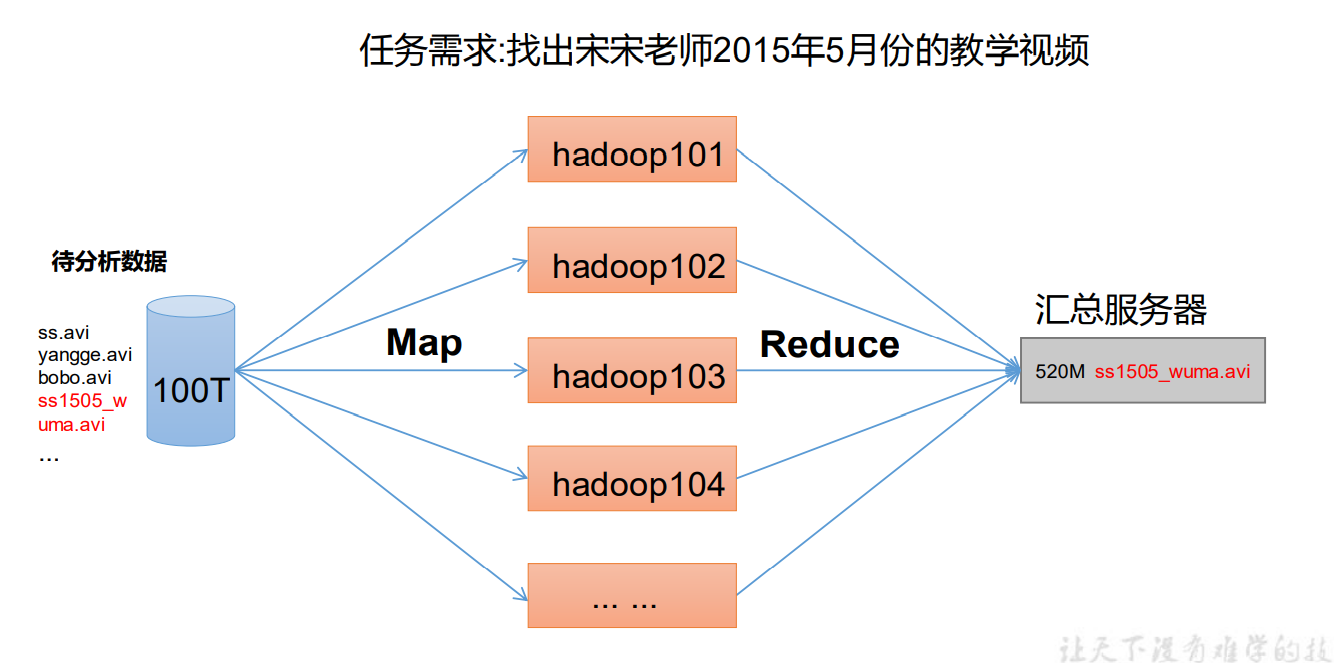 任务需求:找出宋宋老师2015年5月份的教学视频
待分析数据
ss.avi
yangge.avi
bobo.avi
ss1505_w
uma.avi
...
100T
Map
hadoop101
hadoop102
hadoop103
hadoop104
... ...
Reduce
汇总服务器
520M ss1505_wuma.avi
让天下没有难学的技